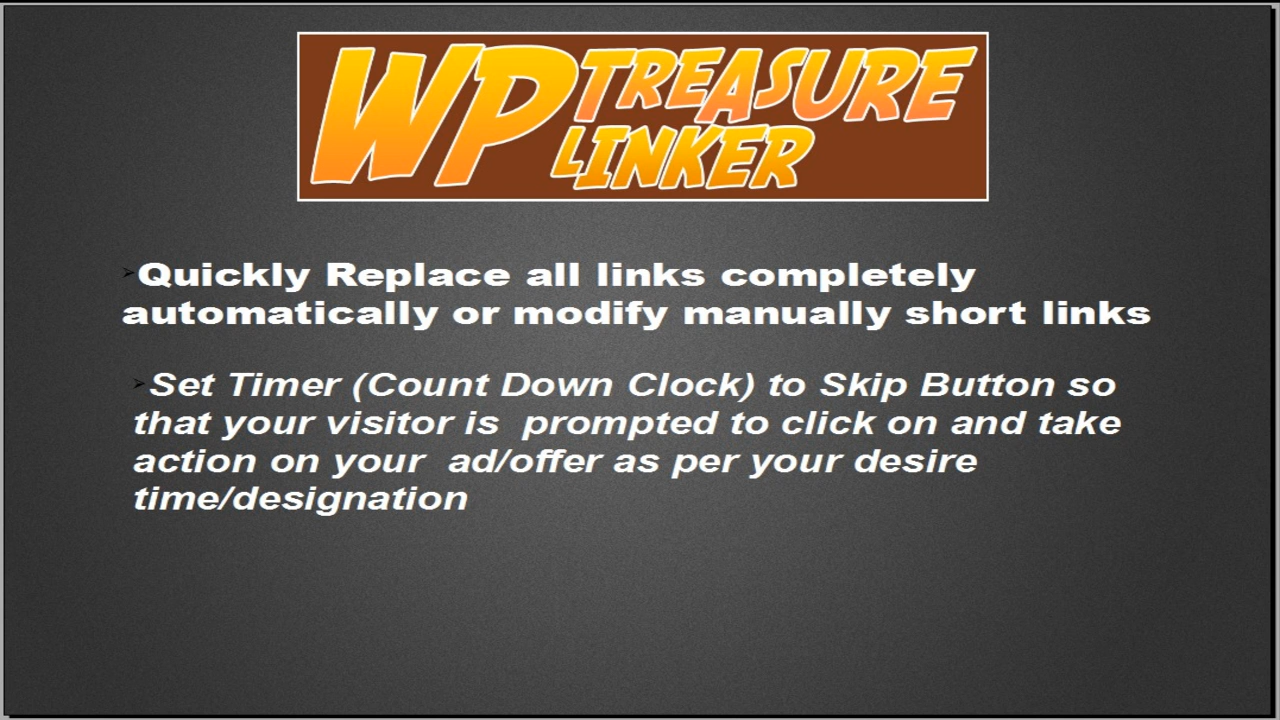 WP TREASURE
LINKER
➢Quickly Replace all links completely
automatically or modify manually short links
➢Set Timer (Count Down Clock) to Skip Button so
that your visitor is  prompted to click on and take
action on your  ad/offer as per your desire
time/designation